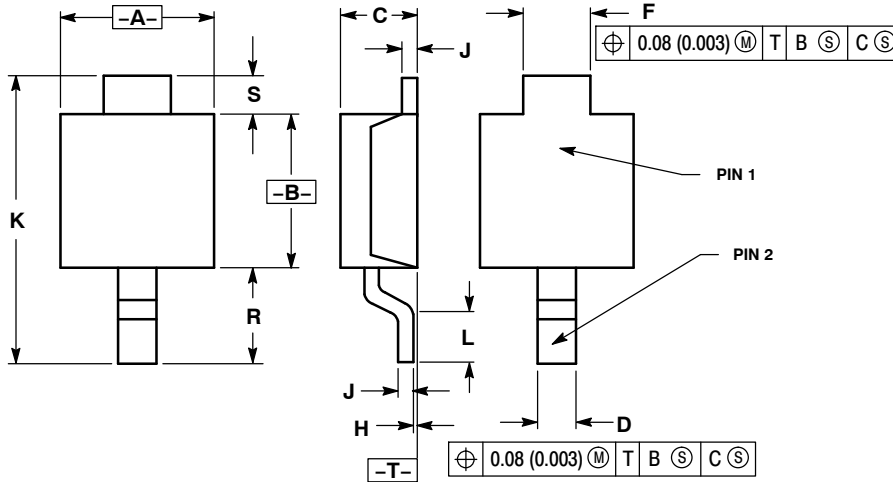 –A–
C
F
J
⌖ 0.08 (0.003) Ⓜ T B Ⓢ C Ⓢ
S
K
–B–
PIN 1
PIN 2
R
L
J
D
H
⌖ 0.08 (0.003) Ⓜ T B Ⓢ C Ⓢ
–T–